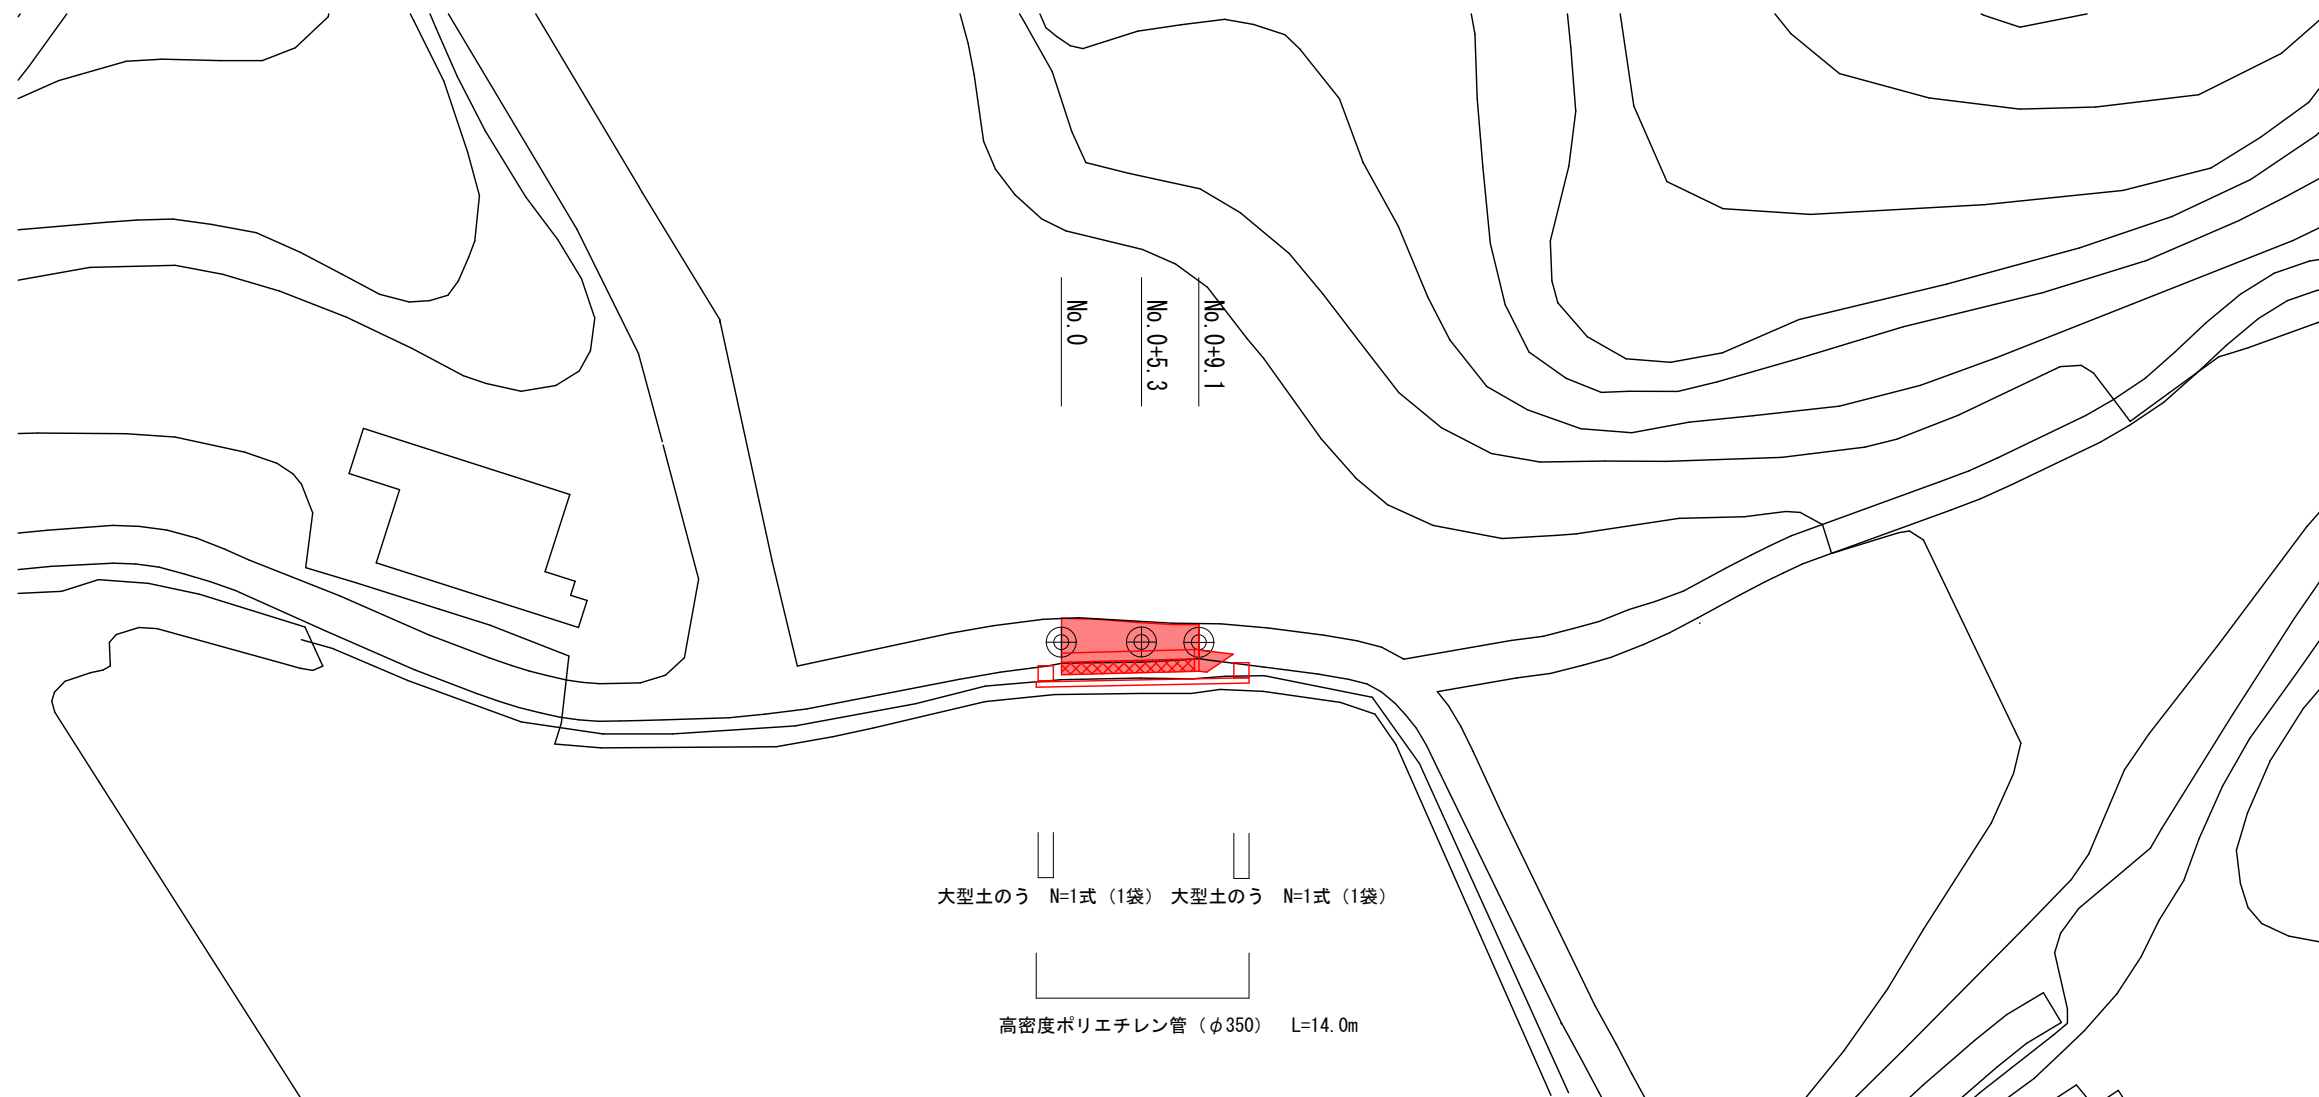 No.0
No.0+5.3
No.0+9.1
大型土のう　N=1式（1袋）
大型土のう　N=1式（1袋）
高密度ポリエチレン管（φ350）　L=14.0m